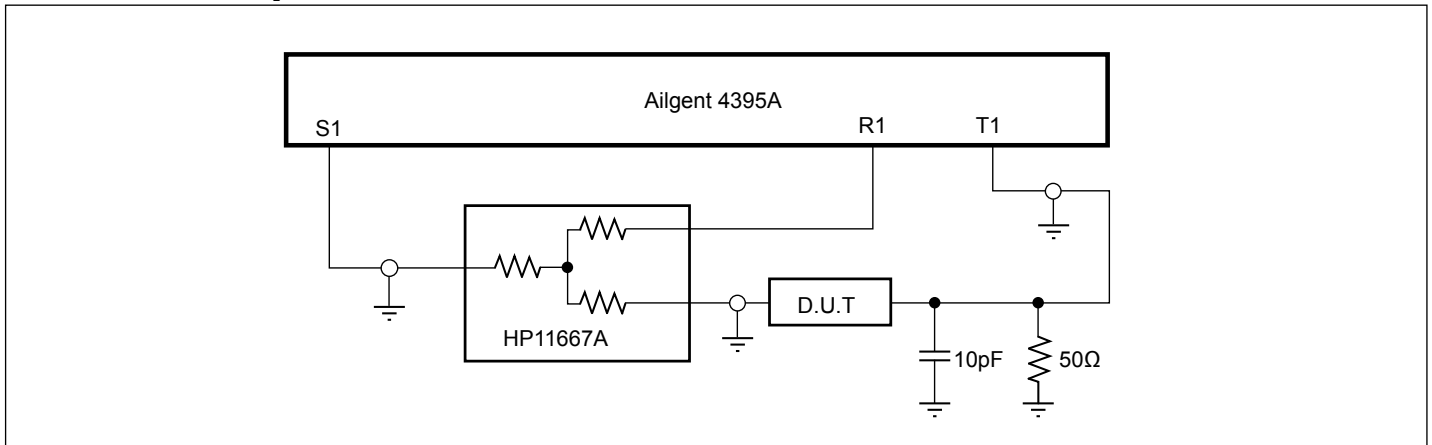 Ailgent 4395A
S1
R1
T1
HP11667A
D.U.T
10pF
50Ω